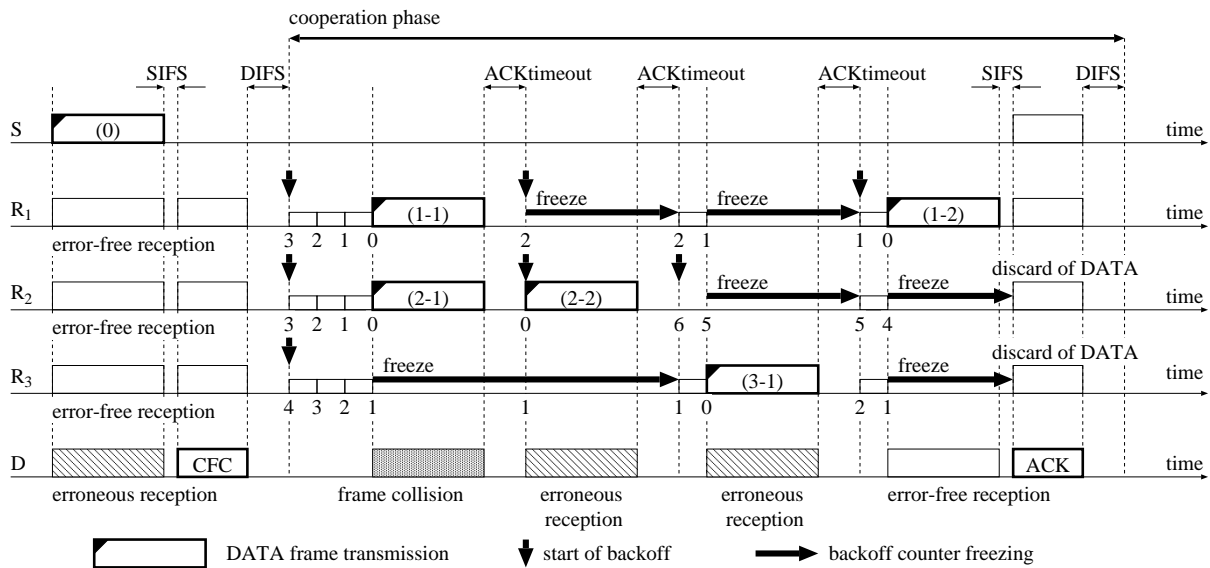 cooperation phase
SIFS DIFS ACKtimeout ACKtimeout ACKtimeout SIFS DIFS
S (0) time
R1 (1-1) freeze freeze (1-2) time
error-free reception 3 2 1 0 2 2 1 1 0
R2 (2-1) (2-2) freeze freeze discard of DATA time
error-free reception 3 2 1 0 0 6 5 5 4
R3 freeze (3-1) freeze discard of DATA time
error-free reception 4 3 2 1 1 1 0 2 1
D CFC ACK time
erroneous reception frame collision erroneous reception erroneous reception error-free reception
DATA frame transmission start of backoff backoff counter freezing